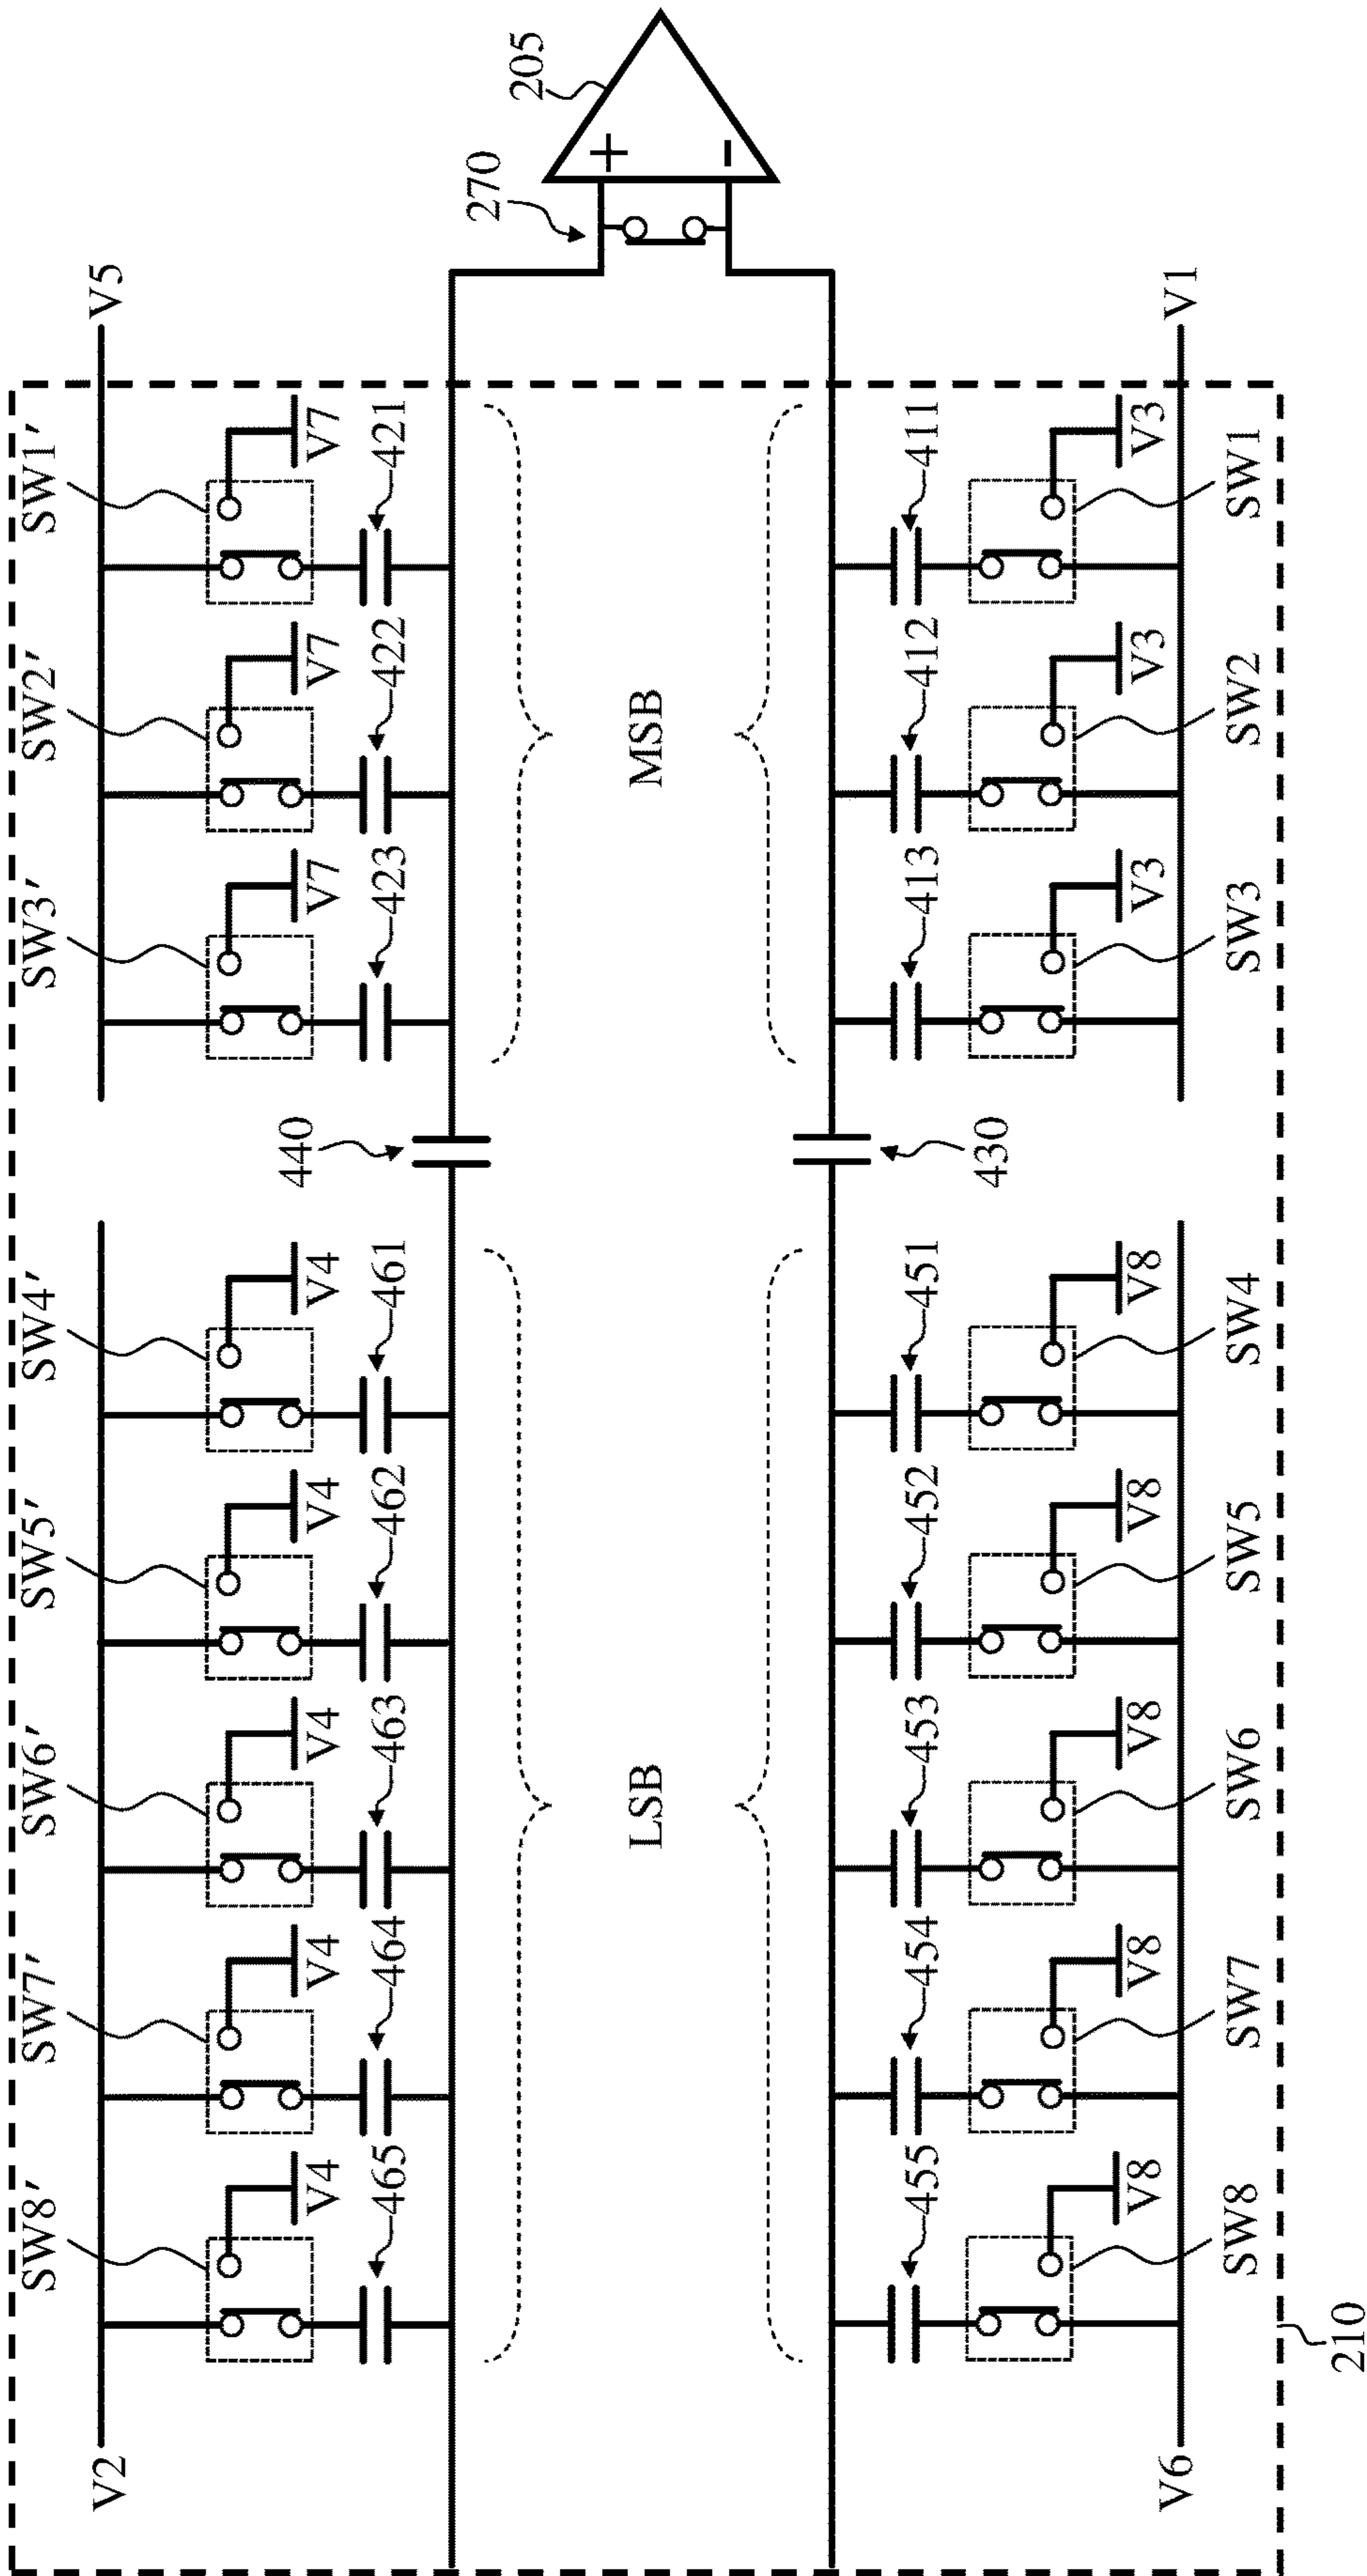 SW8′
SW7′
SW6′
SW5′
SW4′
SW3′
SW2′
SW1′
V2
V5
V4
V4
V4
V4
V4
V7
V7
V7
465
464
463
462
461
440
423
422
421
270
205
+
-
LSB
MSB
455
454
453
452
451
430
413
412
411
V8
V8
V8
V8
V8
V3
V3
V3
V6
V1
SW8
SW7
SW6
SW5
SW4
SW3
SW2
SW1
210